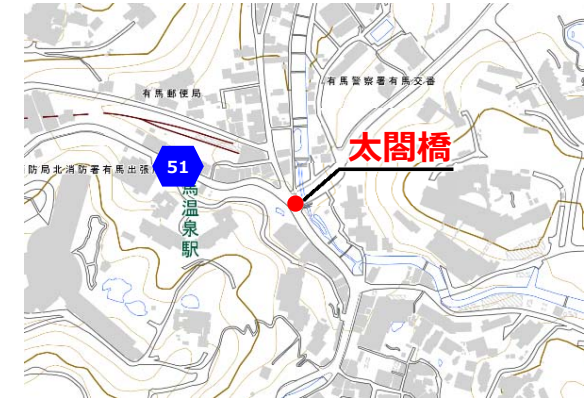 有馬郵便局
有馬警察署有馬交番
太閤橋
防局北消防署有馬出張
51
馬温泉駅